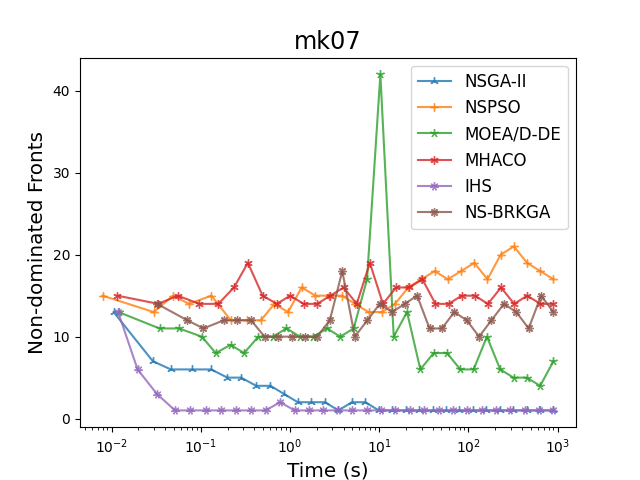 mk07
Non-dominated Fronts
40
30
20
10
0
NSGA-II
NSPSO
MOEA/D-DE
MHACO
IHS
NS-BRKGA
10⁻² 10⁻¹ 10⁰ 10¹ 10² 10³
Time (s)